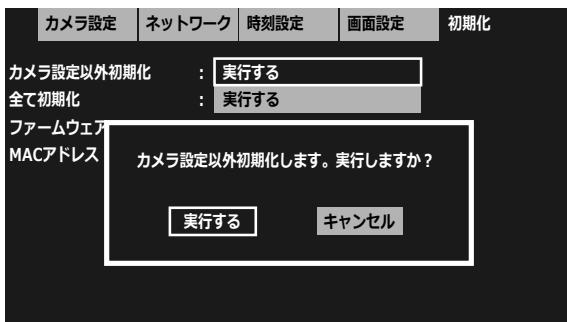 カメラ設定 ネットワーク 時刻設定 画面設定 初期化
カメラ設定以外初期化 : 実行する
全て初期化 : 実行する
ファームウェア
MACアドレス
カメラ設定以外初期化します。実行しますか？
実行する キャンセル